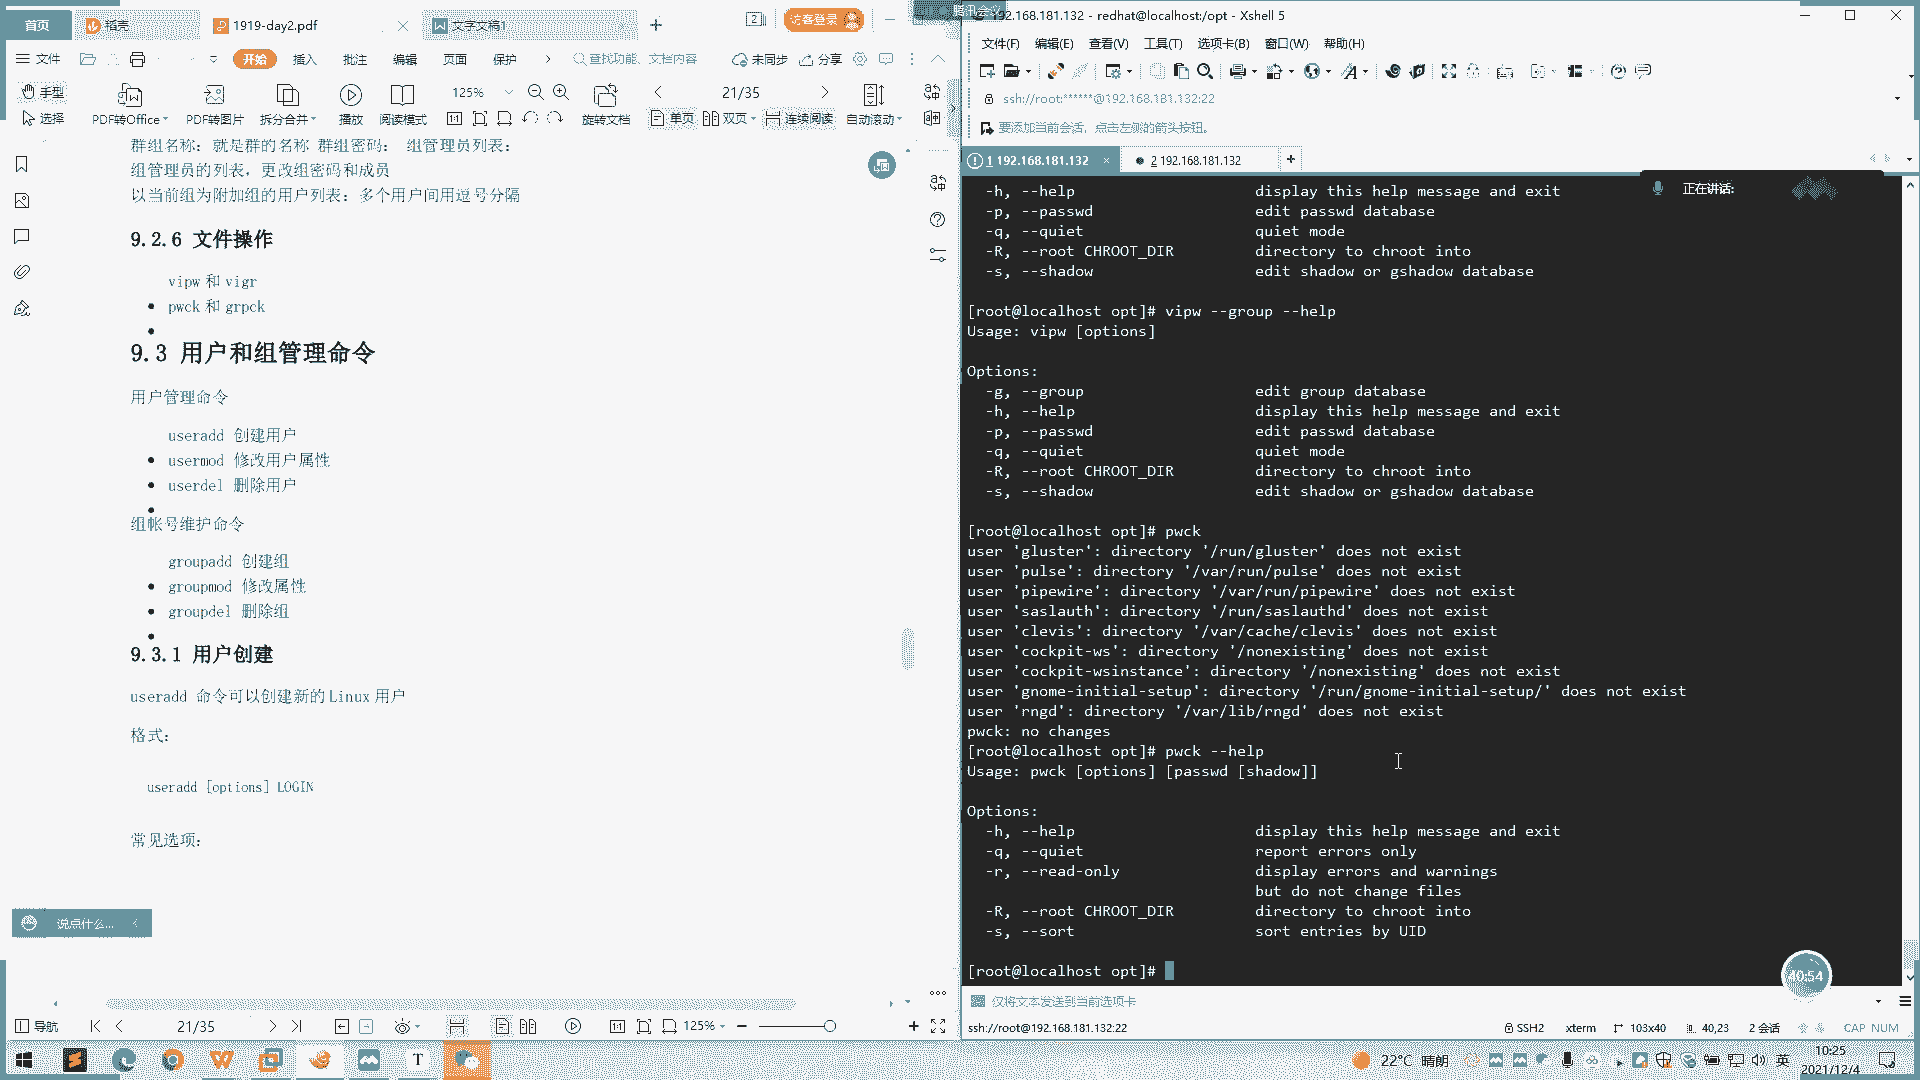 首页
稻壳
1919-day2.pdf
文字文稿1
访客登录
文件
开始
插入
批注
编辑
页面
保护
查找功能、文档内容
未同步
分享
手型
选择
PDF转Office
PDF转图片
拆分合并
播放
阅读模式
125%
旋转文档
21/35
单页
双页
连续阅读
自动滚动
群组名称: 就是群的名称 群组密码: 组管理员列表:
组管理员的列表, 更改组密码和成员
以当前组为附加组的用户列表: 多个用户间用逗号分隔
9.2.6 文件操作
vipw 和 vigr
pwck 和 grpck
9.3 用户和组管理命令
用户管理命令
useradd 创建用户
usermod 修改用户属性
userdel 删除用户
组帐号维护命令
groupadd 创建组
groupmod 修改属性
groupdel 删除组
9.3.1 用户创建
useradd 命令可以创建新的Linux用户
格式:
useradd [options] LOGIN
常见选项:
说点什么...
导航
21/35
125%
腾讯会议
192.168.181.132 - redhat@localhost:/opt - Xshell 5
文件(F) 编辑(E) 查看(V) 工具(T) 选项卡(B) 窗口(W) 帮助(H)
ssh://root:******@192.168.181.132:22
要添加当前会话, 点击左侧的箭头按钮。
1 192.168.181.132
2 192.168.181.132
正在讲话:
-h, --help display this help message and exit
-p, --passwd edit passwd database
-q, --quiet quiet mode
-R, --root CHROOT_DIR directory to chroot into
-s, --shadow edit shadow or gshadow database
[root@localhost opt]# vipw --group --help
Usage: vipw [options]
Options:
-g, --group edit group database
-h, --help display this help message and exit
-p, --passwd edit passwd database
-q, --quiet quiet mode
-R, --root CHROOT_DIR directory to chroot into
-s, --shadow edit shadow or gshadow database
[root@localhost opt]# pwck
user 'gluster': directory '/run/gluster' does not exist
user 'pulse': directory '/var/run/pulse' does not exist
user 'pipewire': directory '/var/run/pipewire' does not exist
user 'saslauth': directory '/run/saslauthd' does not exist
user 'clevis': directory '/var/cache/clevis' does not exist
user 'cockpit-ws': directory '/nonexisting' does not exist
user 'cockpit-wsinstance': directory '/nonexisting' does not exist
user 'gnome-initial-setup': directory '/run/gnome-initial-setup/' does not exist
user 'rngd': directory '/var/lib/rngd' does not exist
pwck: no changes
[root@localhost opt]# pwck --help
Usage: pwck [options] [passwd [shadow]]
Options:
-h, --help display this help message and exit
-q, --quiet report errors only
-r, --read-only display errors and warnings
but do not change files
-R, --root CHROOT_DIR directory to chroot into
-s, --sort sort entries by UID
[root@localhost opt]#
40:54
仅将文本发送到当前选项卡
ssh://root@192.168.181.132:22
SSH2
xterm
103x40
40,23
2 会话
CAP NUM
22°C 晴朗
英
10:25
2021/12/4